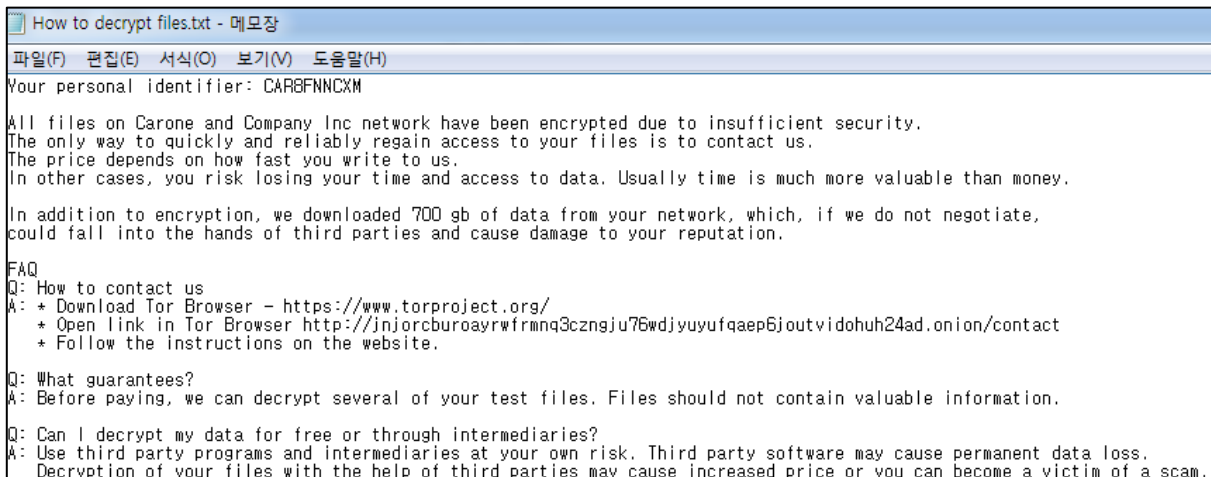 How to decrypt files.txt - 메모장
파일(F) 편집(E) 서식(O) 보기(V) 도움말(H)
Your personal identifier: CAR8FNNCXM
All files on Carone and Company Inc network have been encrypted due to insufficient security.
The only way to quickly and reliably regain access to your files is to contact us.
The price depends on how fast you write to us.
In other cases, you risk losing your time and access to data. Usually time is much more valuable than money.
In addition to encryption, we downloaded 700 gb of data from your network, which, if we do not negotiate,
could fall into the hands of third parties and cause damage to your reputation.
FAQ
Q: How to contact us
A: * Download Tor Browser - https://www.torproject.org/
* Open link in Tor Browser http://jnjorcburoayrwfrmnq3czngju76wdjyuyufqaep6joutvidohuh24ad.onion/contact
* Follow the instructions on the website.
Q: What guarantees?
A: Before paying, we can decrypt several of your test files. Files should not contain valuable information.
Q: Can I decrypt my data for free or through intermediaries?
A: Use third party programs and intermediaries at your own risk. Third party software may cause permanent data loss.
Decryption of your files with the help of third parties may cause increased price or you can become a victim of a scam.